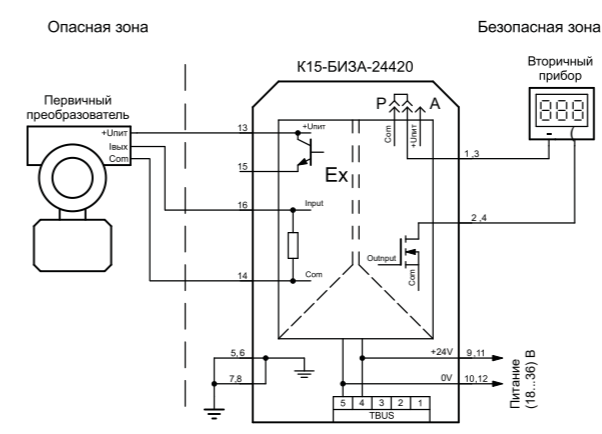 Опасная зона
Безопасная зона
К15-БИЗА-24420
Вторичный
прибор
Первичный
преобразователь
Р
А
+Uпит
Iвых
Com
13
+Uпит
Com
+Uпит
888
-
15
Ex
1 ,3
16
Input
2 ,4
Outnput
Com
14
Com
5,6
+24V
9,11
7,8
0V
10,12
Питание
(18...36) В
5 4 3 2 1
TBUS